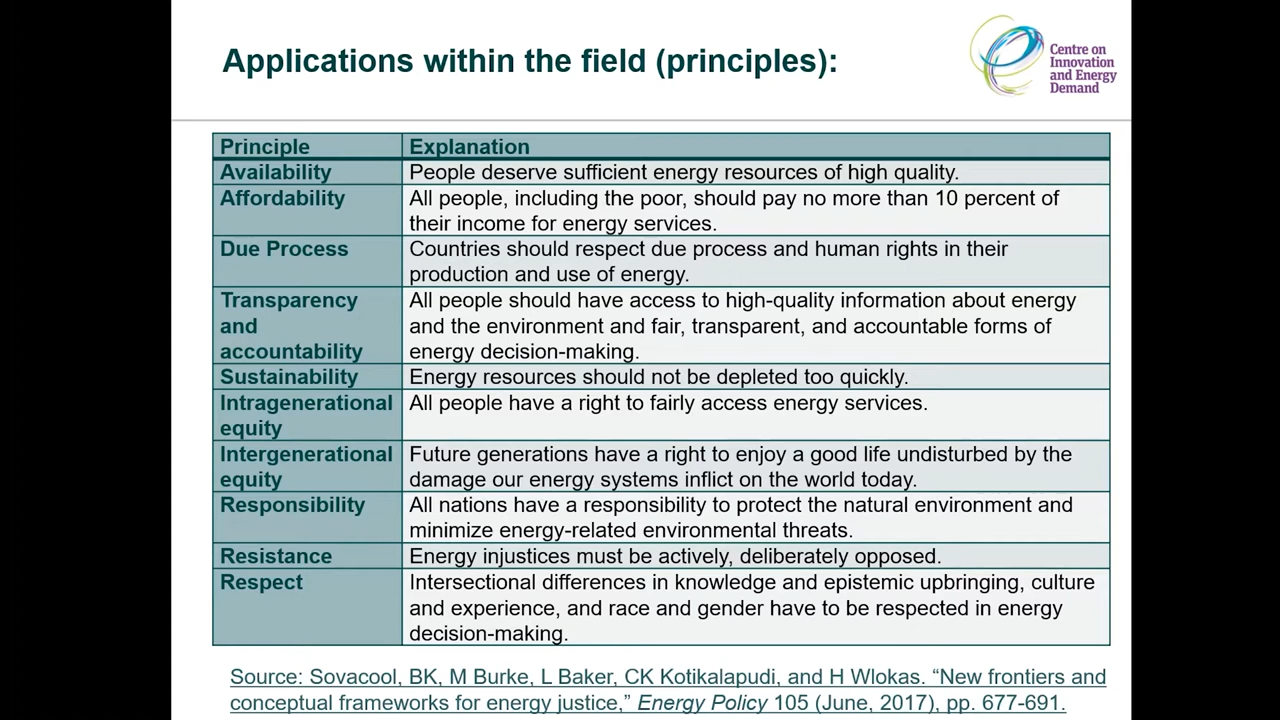 Applications within the field (principles):
Centre on
Innovation
and Energy
Demand
Principle Explanation
Availability People deserve sufficient energy resources of high quality.
Affordability All people, including the poor, should pay no more than 10 percent of
their income for energy services.
Due Process Countries should respect due process and human rights in their
production and use of energy.
Transparency All people should have access to high-quality information about energy
and and the environment and fair, transparent, and accountable forms of
accountability energy decision-making.
Sustainability Energy resources should not be depleted too quickly.
Intragenerational All people have a right to fairly access energy services.
equity
Intergenerational Future generations have a right to enjoy a good life undisturbed by the
equity damage our energy systems inflict on the world today.
Responsibility All nations have a responsibility to protect the natural environment and
minimize energy-related environmental threats.
Resistance Energy injustices must be actively, deliberately opposed.
Respect Intersectional differences in knowledge and epistemic upbringing, culture
and experience, and race and gender have to be respected in energy
decision-making.
Source: Sovacool, BK, M Burke, L Baker, CK Kotikalapudi, and H Wlokas. “New frontiers and
conceptual frameworks for energy justice,” Energy Policy 105 (June, 2017), pp. 677-691.